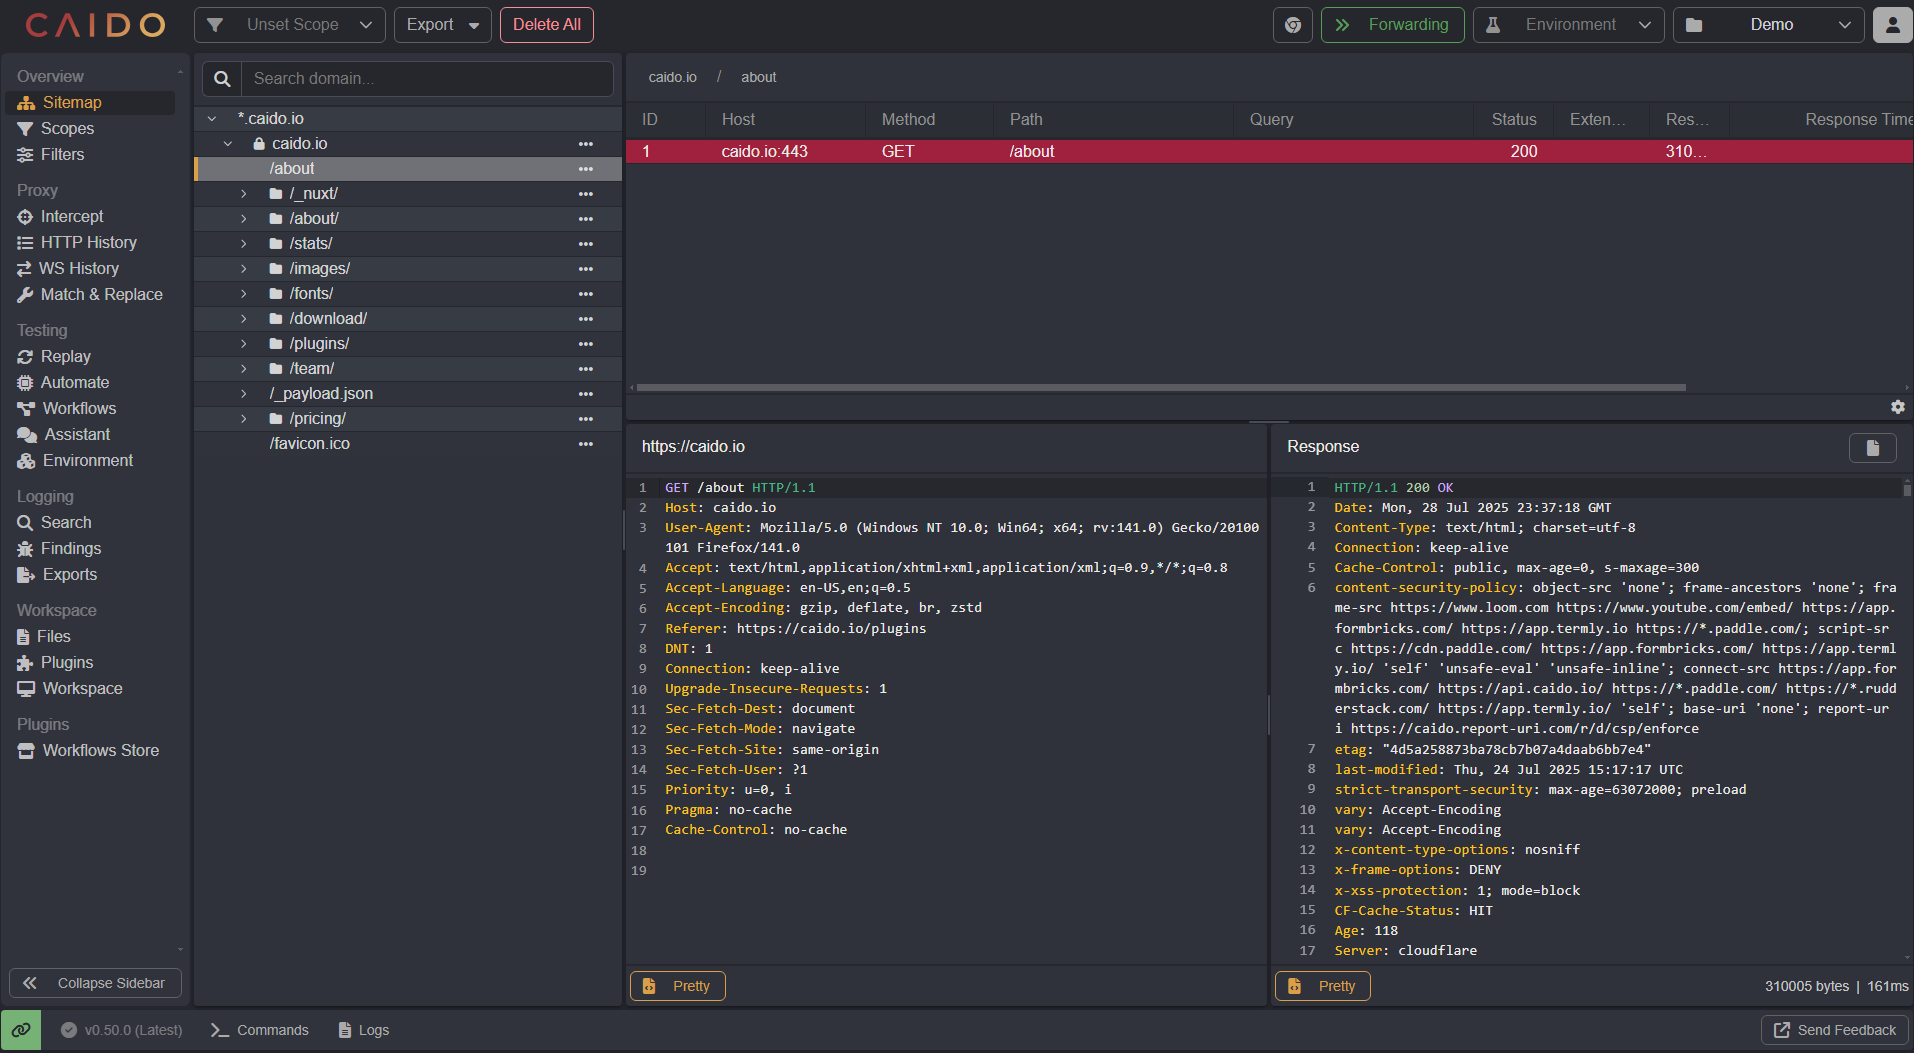 CAIDO
Unset Scope
Export
Delete All
Forwarding
Environment
Demo
Overview
Sitemap
Scopes
Filters
Proxy
Intercept
HTTP History
WS History
Match & Replace
Testing
Replay
Automate
Workflows
Assistant
Environment
Logging
Search
Findings
Exports
Workspace
Files
Plugins
Workspace
Plugins
Workflows Store
Collapse Sidebar
Search domain...
*.caido.io
caido.io
/about
/_nuxt/
/about/
/stats/
/images/
/fonts/
/download/
/plugins/
/team/
/_payload.json
/pricing/
/favicon.ico
caido.io / about
ID Host Method Path Query Status Exten... Res... Response Time
1 caido.io:443 GET /about 200 310...
https://caido.io
1 GET /about HTTP/1.1
2 Host: caido.io
3 User-Agent: Mozilla/5.0 (Windows NT 10.0; Win64; x64; rv:141.0) Gecko/20100
101 Firefox/141.0
4 Accept: text/html,application/xhtml+xml,application/xml;q=0.9,*/*;q=0.8
5 Accept-Language: en-US,en;q=0.5
6 Accept-Encoding: gzip, deflate, br, zstd
7 Referer: https://caido.io/plugins
8 DNT: 1
9 Connection: keep-alive
10 Upgrade-Insecure-Requests: 1
11 Sec-Fetch-Dest: document
12 Sec-Fetch-Mode: navigate
13 Sec-Fetch-Site: same-origin
14 Sec-Fetch-User: ?1
15 Priority: u=0, i
16 Pragma: no-cache
17 Cache-Control: no-cache
18
19
Pretty
Response
1 HTTP/1.1 200 OK
2 Date: Mon, 28 Jul 2025 23:37:18 GMT
3 Content-Type: text/html; charset=utf-8
4 Connection: keep-alive
5 Cache-Control: public, max-age=0, s-maxage=300
6 content-security-policy: object-src 'none'; frame-ancestors 'none'; fra
me-src https://www.loom.com https://www.youtube.com/embed/ https://app.
formbricks.com/ https://app.termly.io https://*.paddle.com/; script-sr
c https://cdn.paddle.com/ https://app.formbricks.com/ https://app.terml
y.io/ 'self' 'unsafe-eval' 'unsafe-inline'; connect-src https://app.for
mbricks.com/ https://api.caido.io/ https://*.paddle.com/ https://*.rudd
erstack.com/ https://app.termly.io/ 'self'; base-uri 'none'; report-ur
i https://caido.report-uri.com/r/d/csp/enforce
7 etag: "4d5a258873ba78cb7b07a4daab6bb7e4"
8 last-modified: Thu, 24 Jul 2025 15:17:17 UTC
9 strict-transport-security: max-age=63072000; preload
10 vary: Accept-Encoding
11 vary: Accept-Encoding
12 x-content-type-options: nosniff
13 x-frame-options: DENY
14 x-xss-protection: 1; mode=block
15 CF-Cache-Status: HIT
16 Age: 118
17 Server: cloudflare
Pretty
310005 bytes | 161ms
v0.50.0 (Latest)
Commands
Logs
Send Feedback